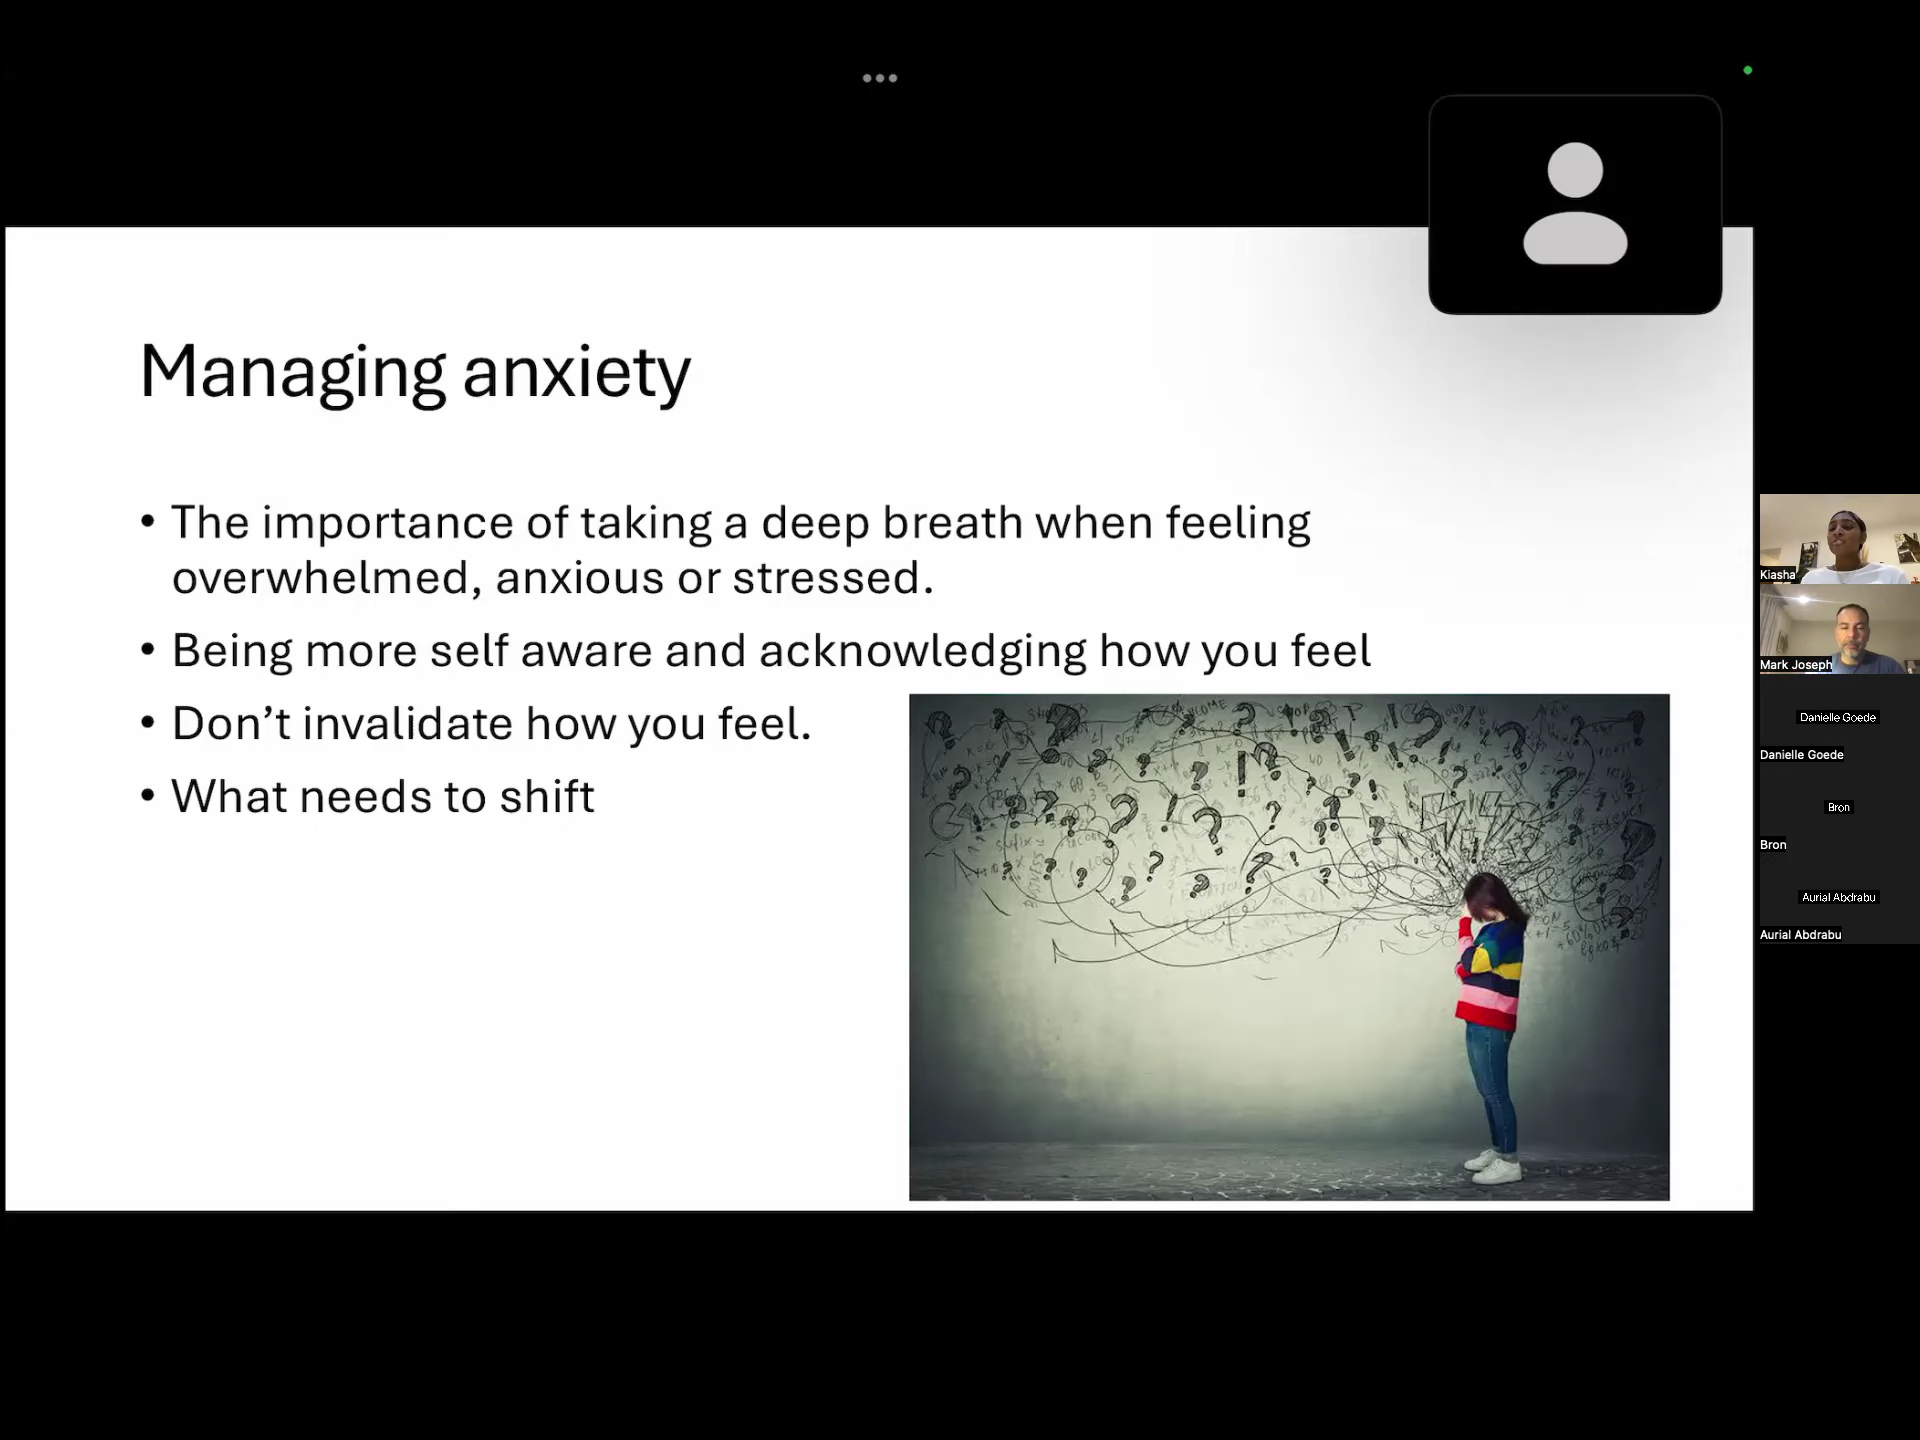 Managing anxiety
• The importance of taking a deep breath when feeling
overwhelmed, anxious or stressed.
• Being more self aware and acknowledging how you feel
• Don’t invalidate how you feel.
• What needs to shift
Kiasha
Mark Joseph
Danielle Goede
Danielle Goede
Bron
Bron
Aurial Abdrabu
Aurial Abdrabu